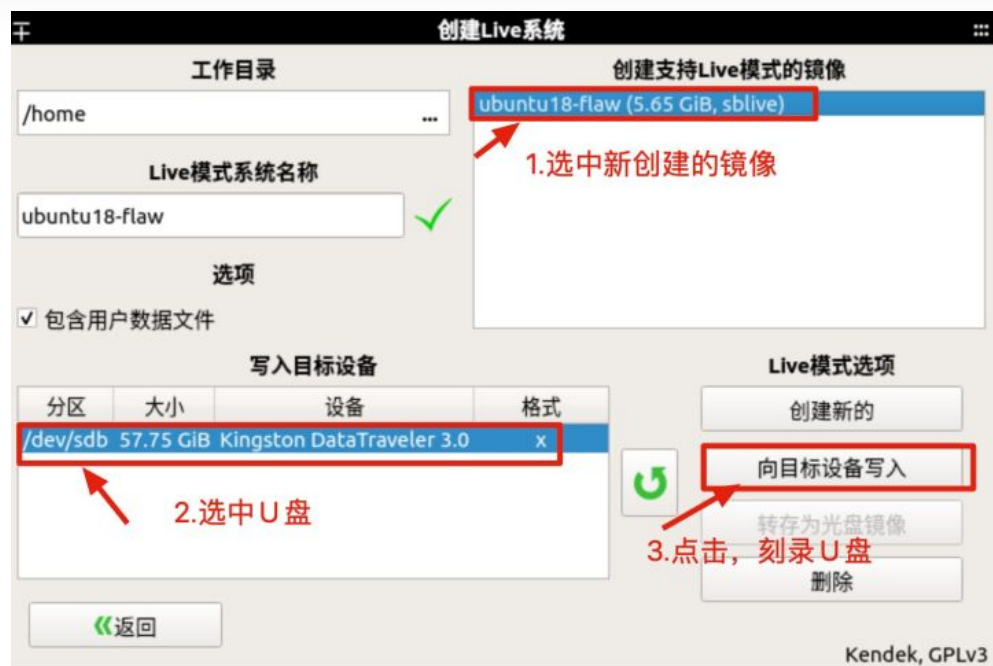 创建Live系统
工作目录
/home
...
Live模式系统名称
ubuntu18-flaw
选项
包含用户数据文件
创建支持Live模式的镜像
ubuntu18-flaw (5.65 GiB, sblive)
1.选中新创建的镜像
写入目标设备
分区 大小 设备 格式
/dev/sdb 57.75 GiB Kingston DataTraveler 3.0 x
2.选中U盘
Live模式选项
创建新的
向目标设备写入
转存为光盘镜像
3.点击，刻录U盘
删除
《返回
Kendek, GPLv3